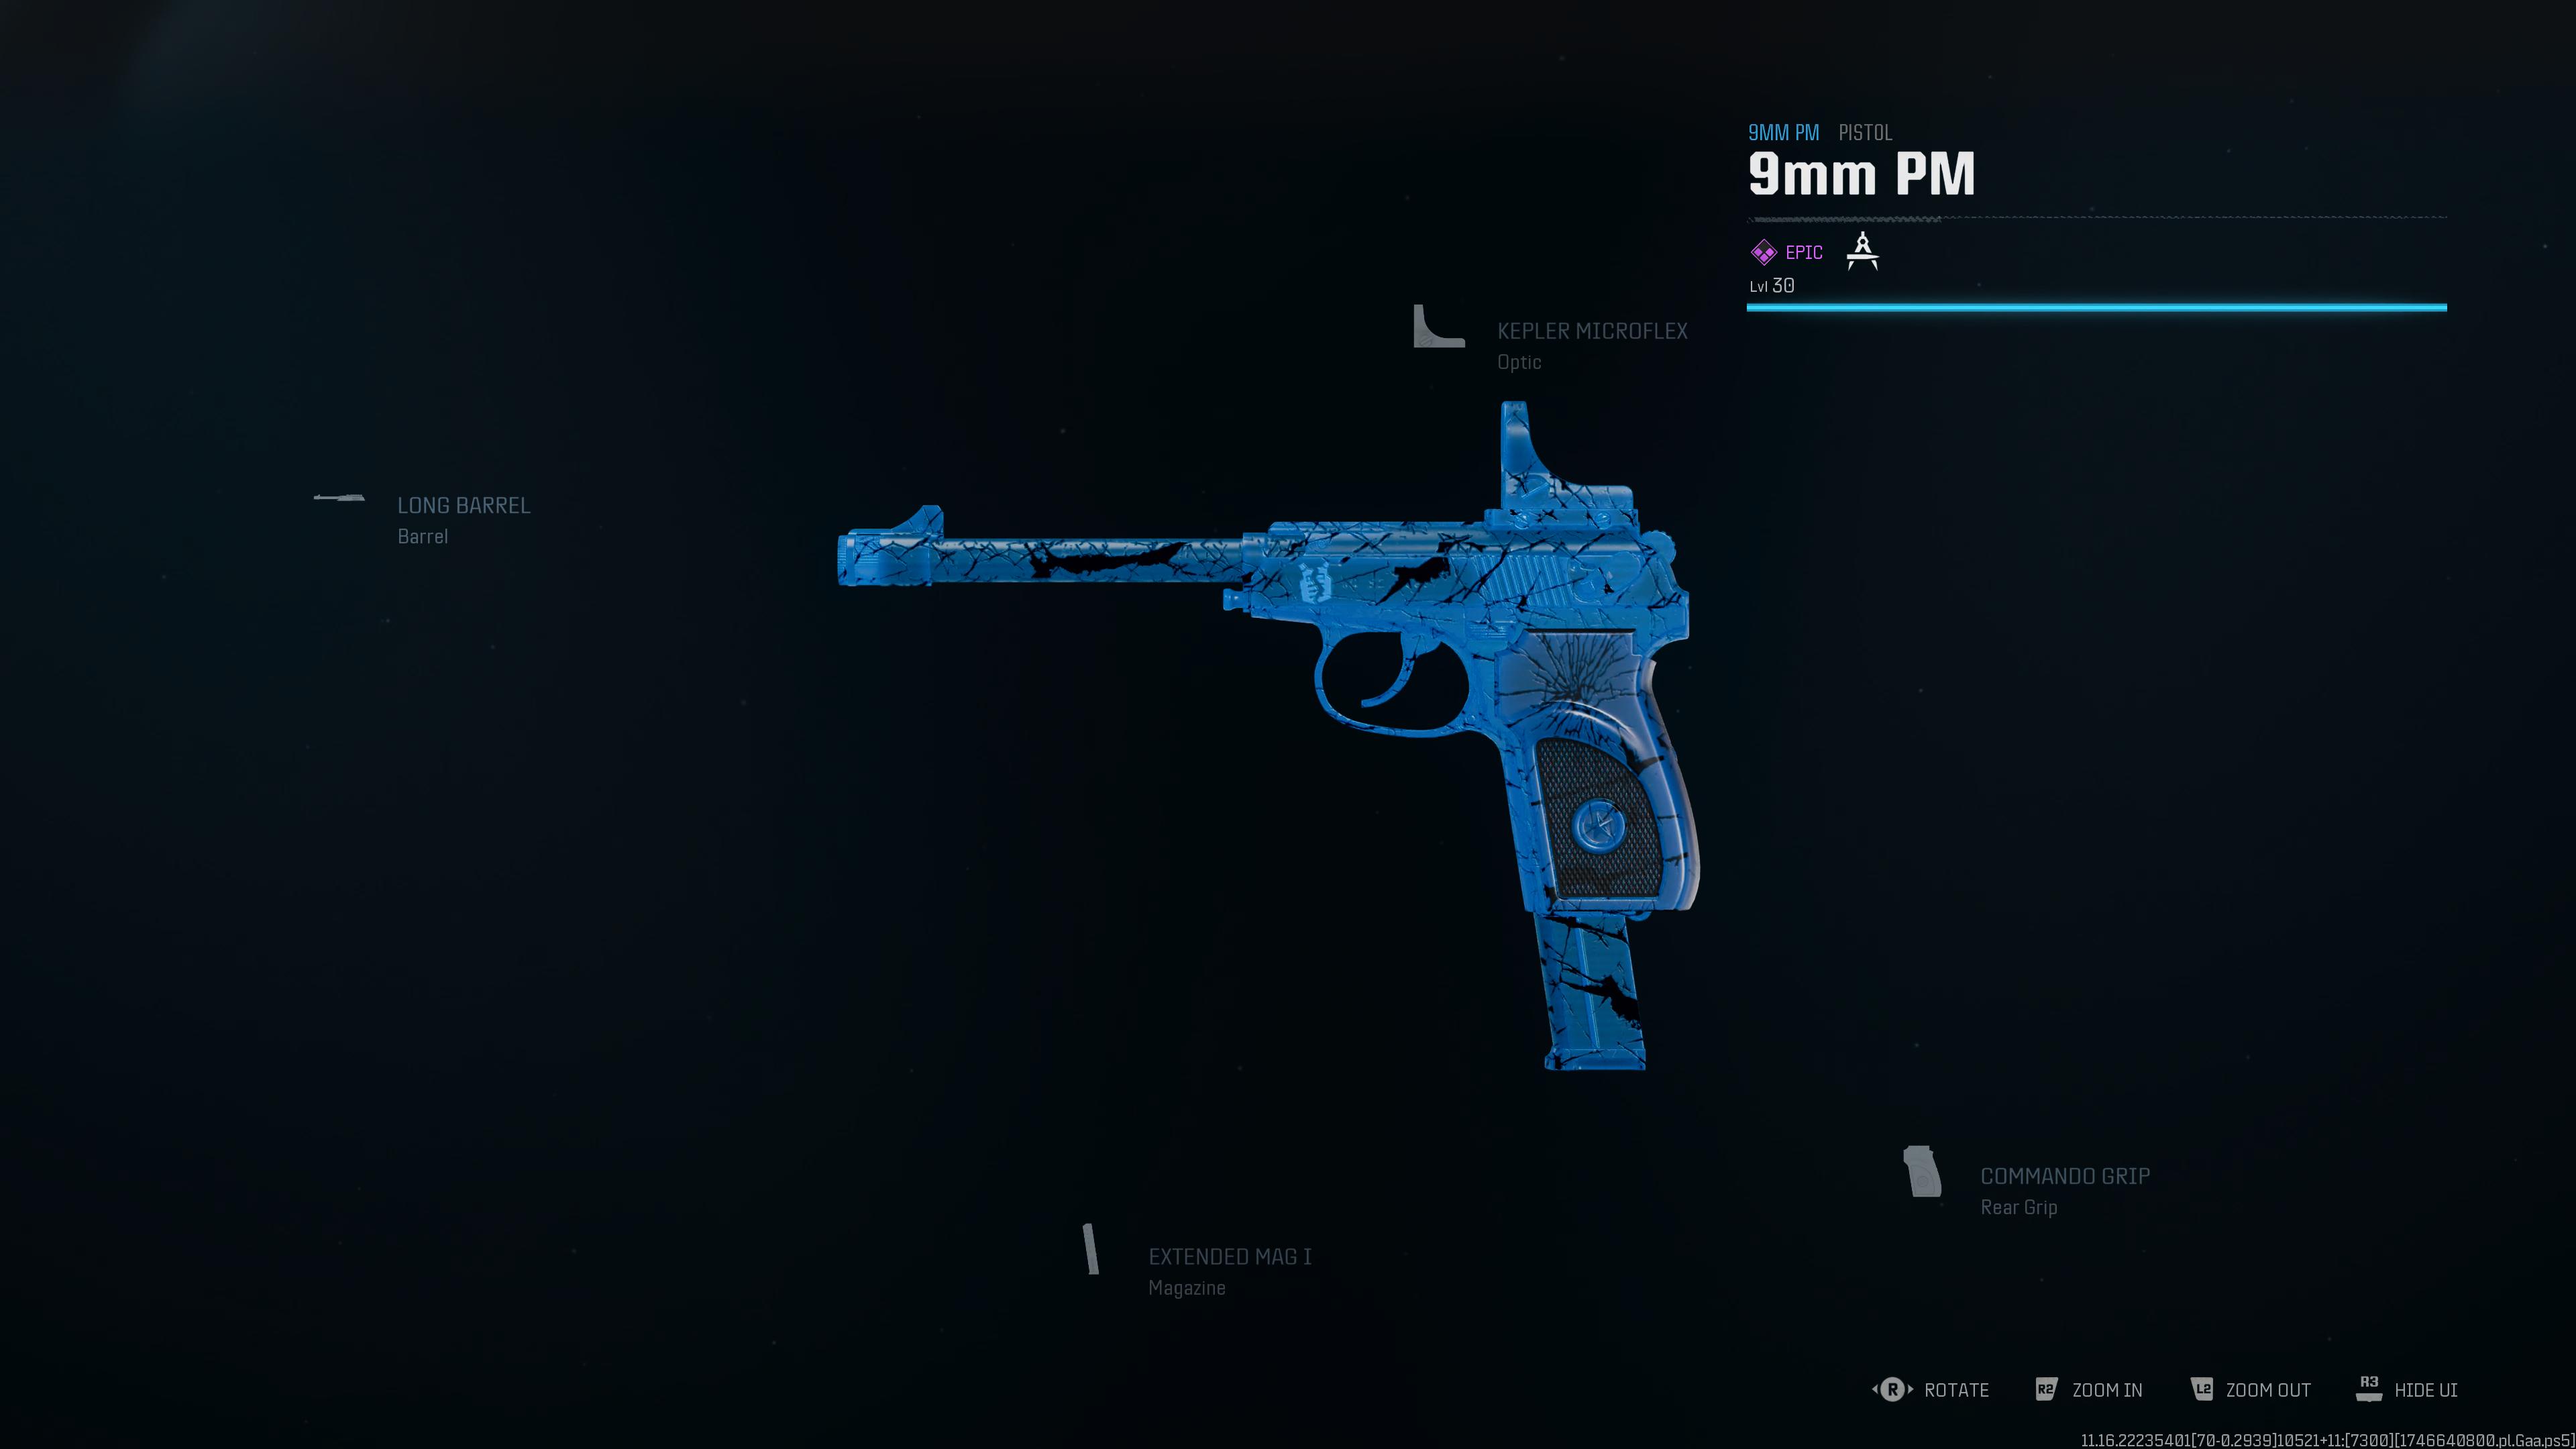 9MM PM PISTOL
9mm PM
EPIC
Lvl 30
KEPLER MICROFLEX
Optic
LONG BARREL
Barrel
COMMANDO GRIP
Rear Grip
EXTENDED MAG I
Magazine
R ROTATE R2 ZOOM IN L2 ZOOM OUT R3 HIDE UI
11.16.22235401[70-0.2939]10521+11:[7300][1746640800.pl.Gaa.ps5]